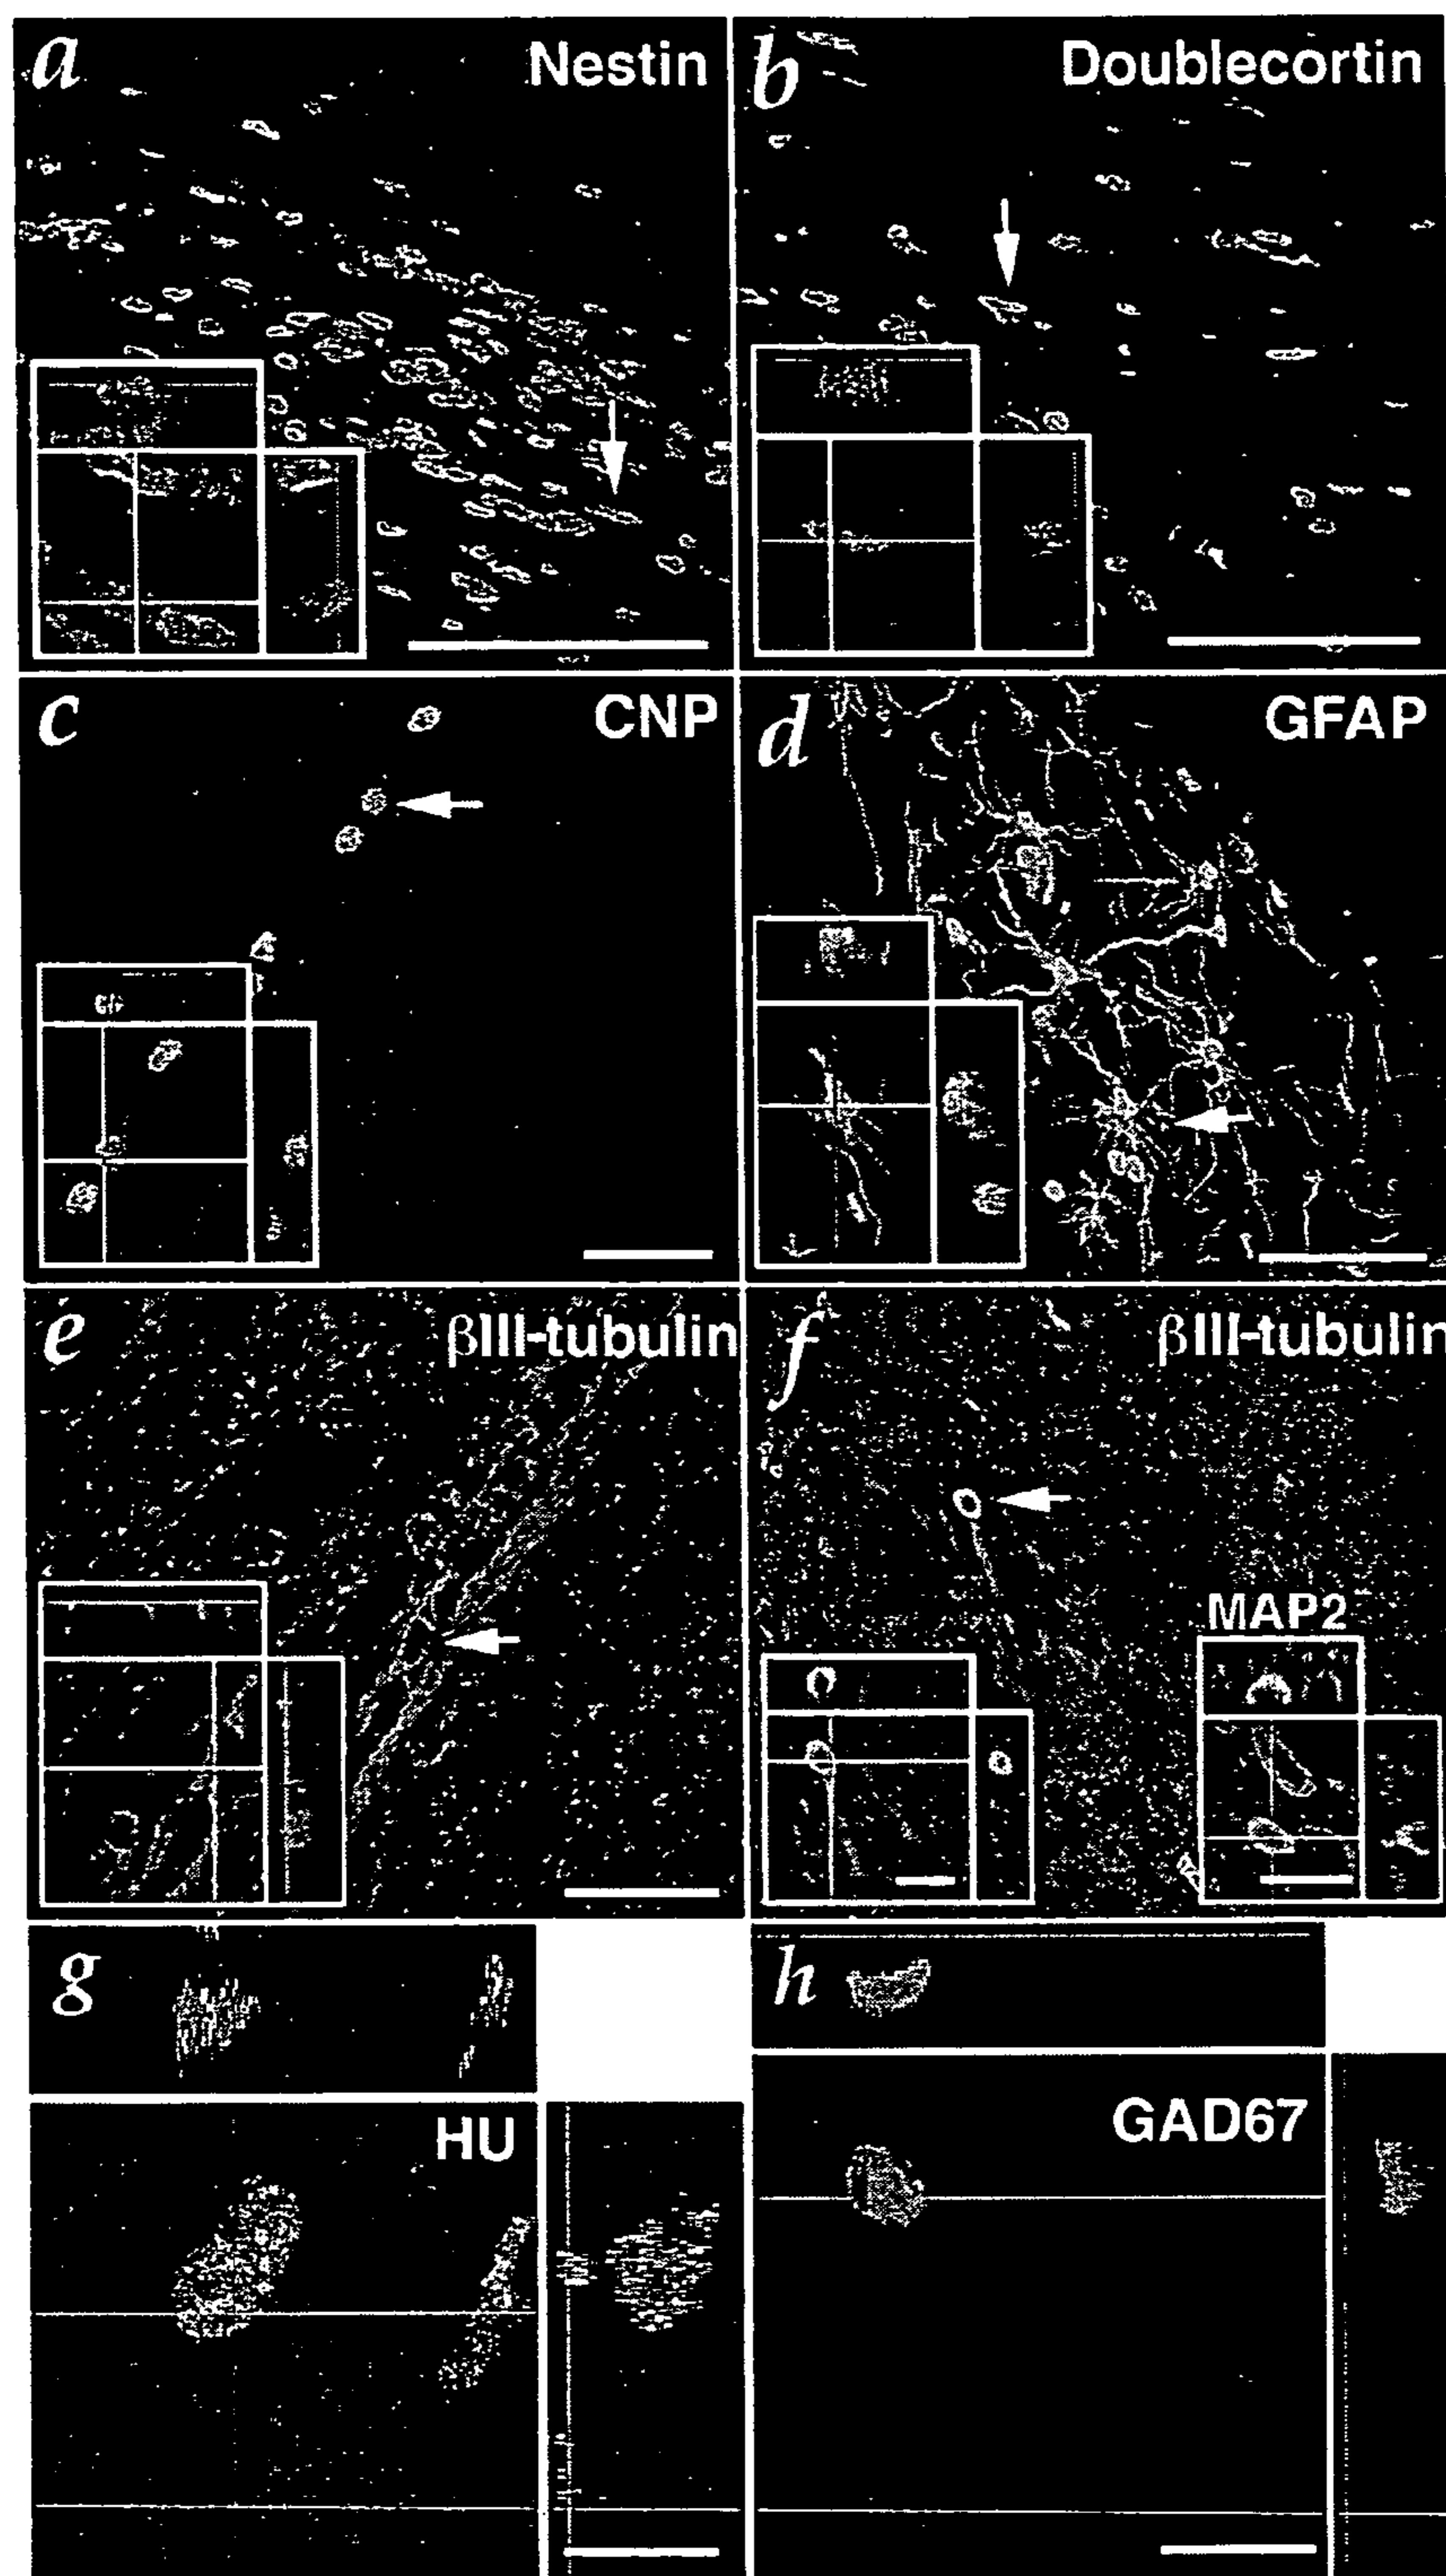 a Nestin
b Doublecortin
c CNP
d GFAP
e βIII-tubulin
f βIII-tubulin
MAP2
g
h
HU
GAD67